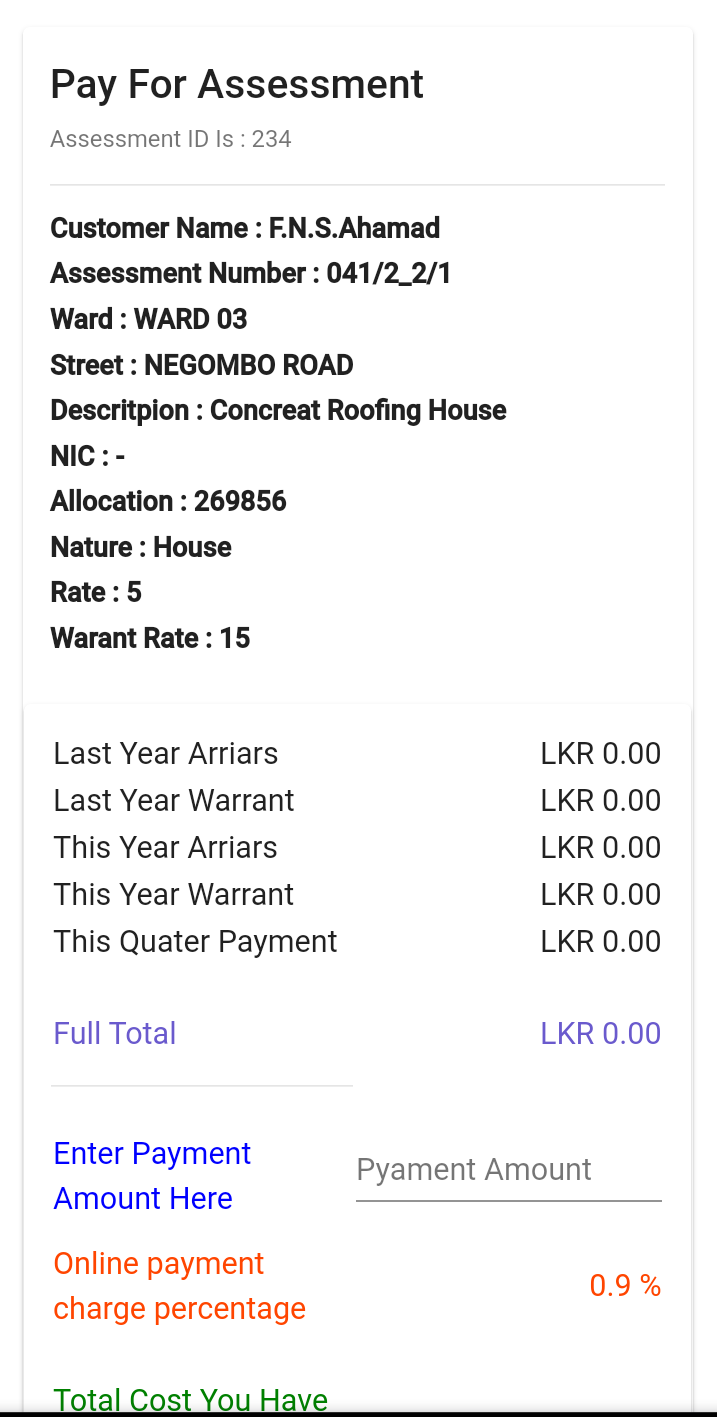 Pay For Assessment
Assessment ID Is : 234
Customer Name : F.N.S.Ahamad
Assessment Number : 041/2_2/1
Ward : WARD 03
Street : NEGOMBO ROAD
Descritpion : Concreat Roofing House
NIC : -
Allocation : 269856
Nature : House
Rate : 5
Warant Rate : 15
Last Year Arriars LKR 0.00
Last Year Warrant LKR 0.00
This Year Arriars LKR 0.00
This Year Warrant LKR 0.00
This Quater Payment LKR 0.00
Full Total LKR 0.00
Enter Payment
Amount Here
Pyament Amount
Online payment
charge percentage
0.9 %
Total Cost You Have